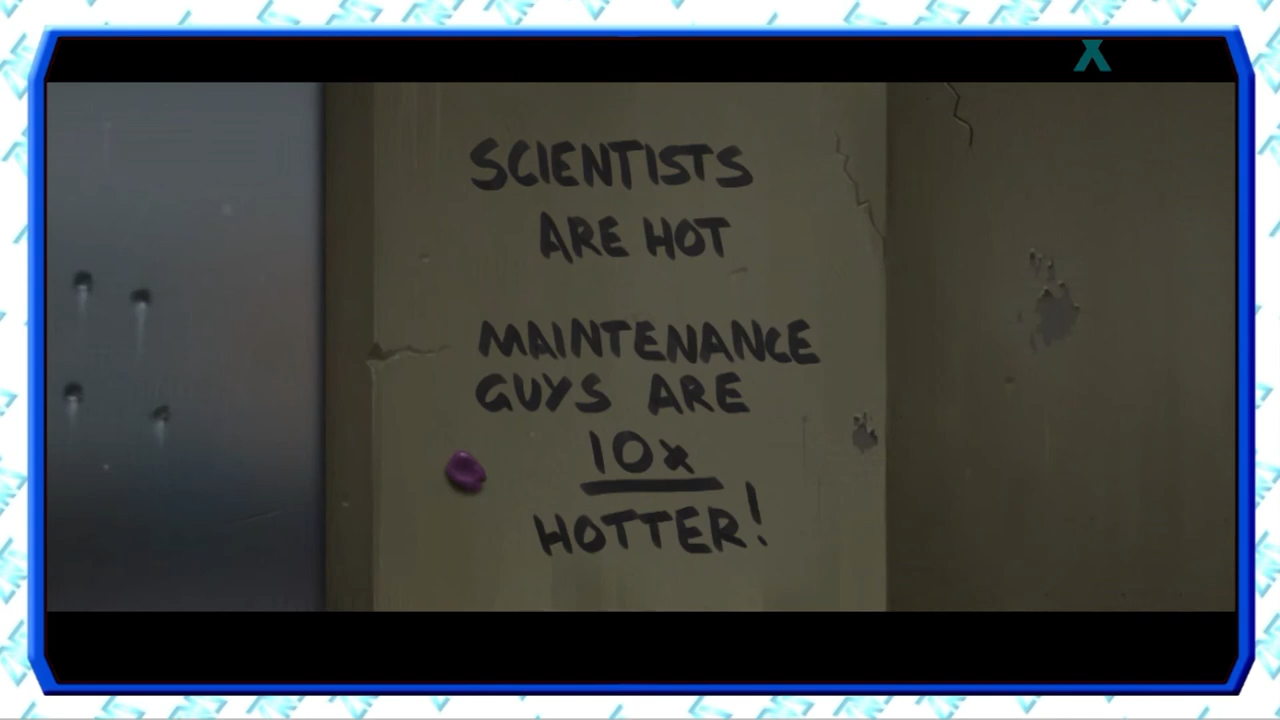 SCIENTISTS
ARE HOT
MAINTENANCE
GUYS ARE
10x
HOTTER!